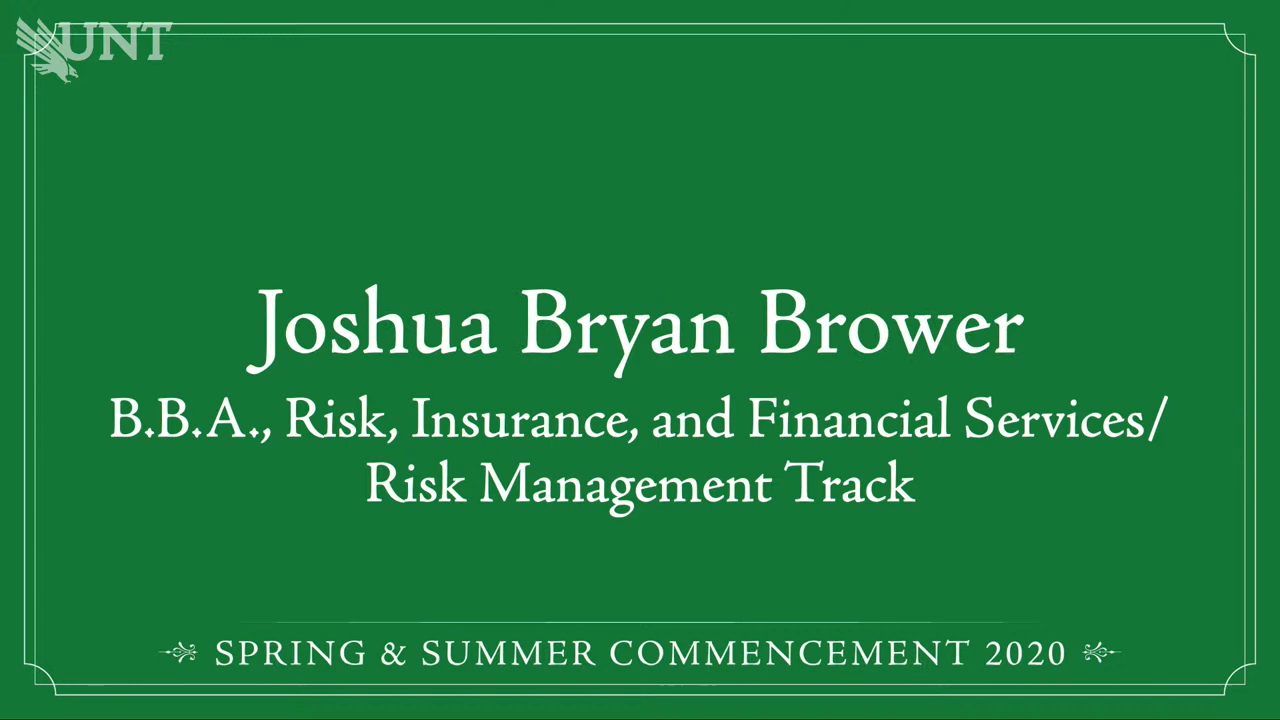 UNT
Joshua Bryan Brower
B.B.A., Risk, Insurance, and Financial Services/
Risk Management Track
SPRING & SUMMER COMMENCEMENT 2020